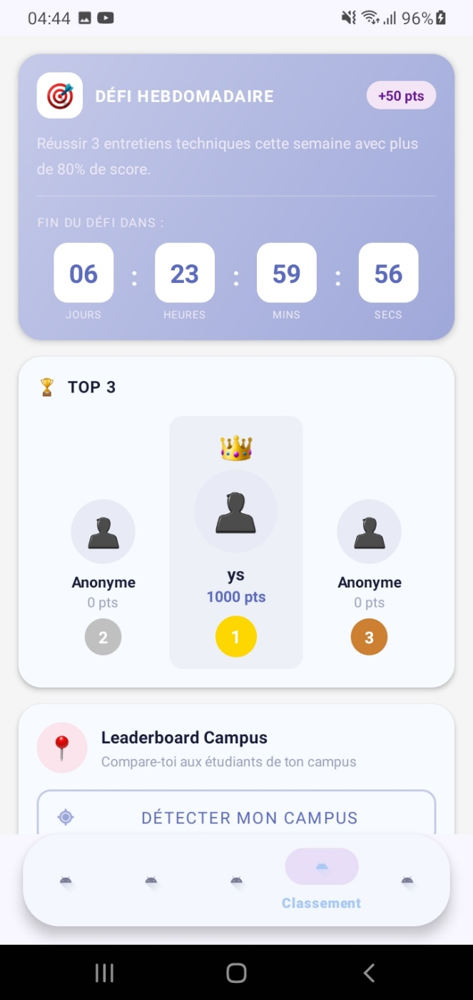 04:44
96%
DÉFI HEBDOMADAIRE
+50 pts
Réussir 3 entretiens techniques cette semaine avec plus
de 80% de score.
FIN DU DÉFI DANS :
06 : 23 : 59 : 56
JOURS HEURES MINS SECS
TOP 3
Anonyme
0 pts
2
ys
1000 pts
1
Anonyme
0 pts
3
Leaderboard Campus
Compare-toi aux étudiants de ton campus
DÉTECTER MON CAMPUS
Classement